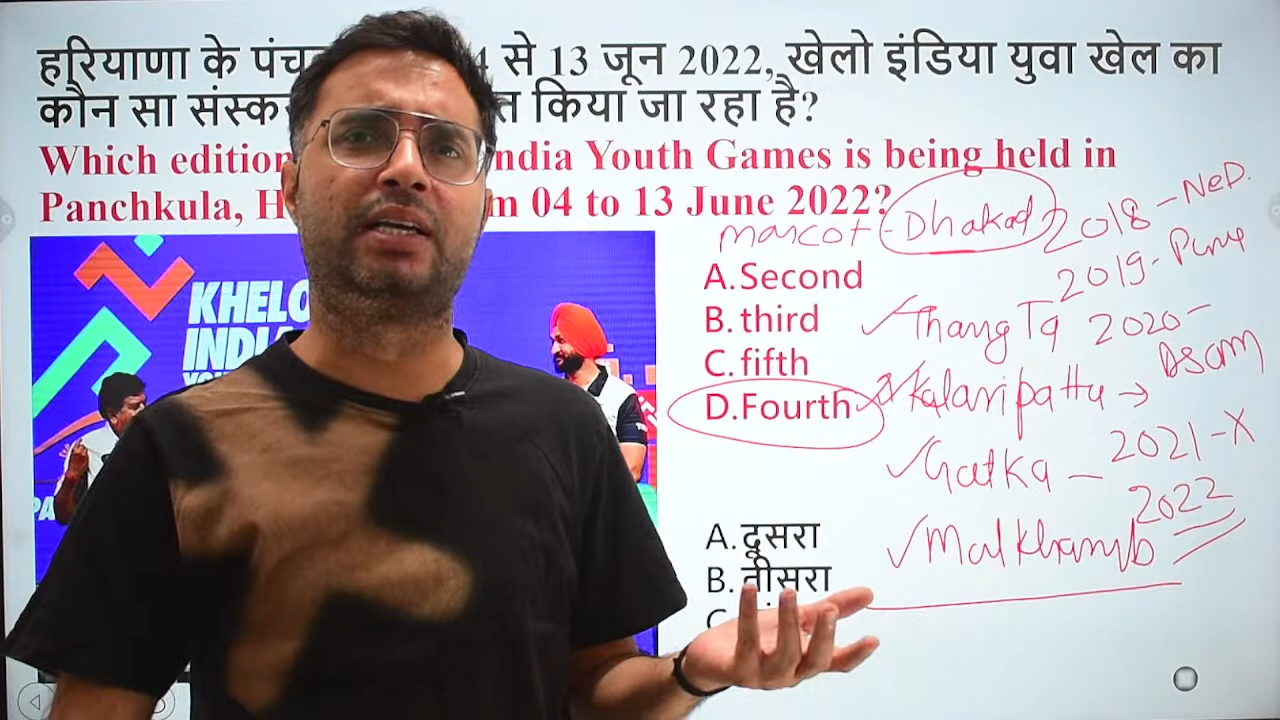 हरियाणा के पंच 4 से 13 जून 2022, खेलो इंडिया युवा खेल का
कौन सा संस्क त किया जा रहा है?
Which edition ndia Youth Games is being held in
Panchkula, H m 04 to 13 June 2022?
mascot - Dhakad
2018 - NeD.
2019 - Pune
KHELO
INDIA
A. Second
B. third
C. fifth
D. Fourth
Thang Ta
2020 -
Kalaripattu →
Gatka -
2021 - X
2022
Malkhamb
A. दूसरा
B. तीसरा